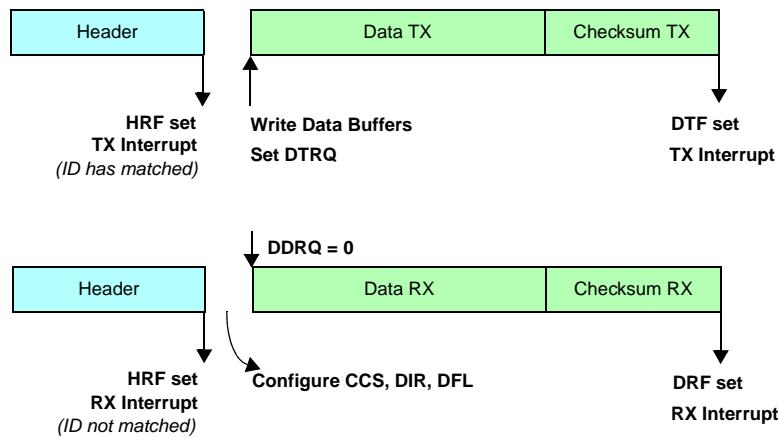 Header
Data TX
Checksum TX
HRF set
TX Interrupt
(ID has matched)
Write Data Buffers
Set DTRQ
DTF set
TX Interrupt
DDRQ = 0
Header
Data RX
Checksum RX
HRF set
RX Interrupt
(ID not matched)
Configure CCS, DIR, DFL
DRF set
RX Interrupt